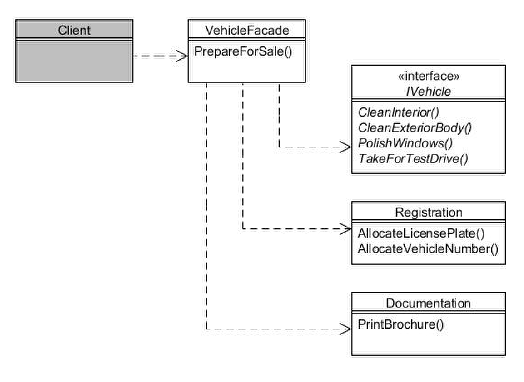 Client
VehicleFacade
PrepareForSale()
«interface»
IVehicle
CleanInterior()
CleanExteriorBody()
PolishWindows()
TakeForTestDrive()
Registration
AllocateLicensePlate()
AllocateVehicleNumber()
Documentation
PrintBrochure()